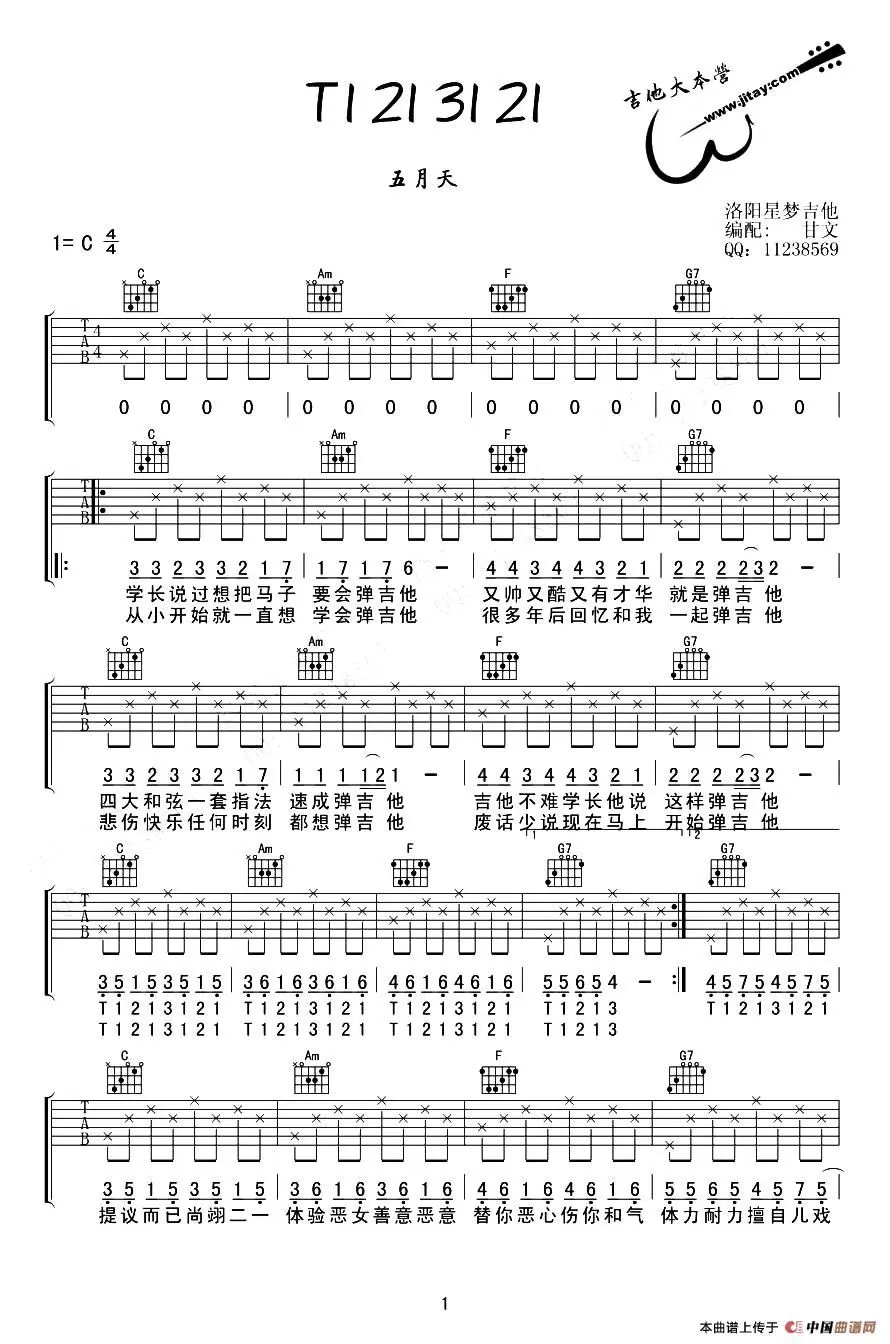 T1 21 3121
吉他大本营
www.jitay.com
五月天
洛阳星梦吉他
编配: 甘文
QQ: 11238569
1= C 4/4
C Am F G7
T A B 4 4
0 0 0 0 | 0 0 0 0 | 0 0 0 0 | 0 0 0 0
C Am F G7
T A B
3 3 2 3 3 2 1 7 | 1 7 1 7 6 - | 4 4 3 4 4 3 2 1 | 2 2 2 2 3 2 -
学长说过想把马子 要会弹吉他 又帅又酷又有才华 就是弹吉他
从小开始就一直想 学会弹吉他 很多年后回忆和我 一起弹吉他
C Am F G7
T A B
3 3 2 3 3 2 1 7 | 1 1 1 1 2 1 - | 4 4 3 4 4 3 2 1 | 2 2 2 2 3 2 -
四大和弦一套指法 速成弹吉他 吉他不难学长他说 这样弹吉他
悲伤快乐任何时刻 都想弹吉他 废话少说现在马上 开始弹吉他
1 2
C Am F G7 G7
T A B
3 5 1 5 3 5 1 5 | 3 6 1 6 3 6 1 6 | 4 6 1 6 4 6 1 6 | 5 5 6 5 4 - :| 4 5 7 5 4 5 7 5
T 1 2 1 3 1 2 1 T 1 2 1 3 1 2 1 T 1 2 1 3 1 2 1 T 1 2 1 3 T 1 2 1 3 1 2 1
T 1 2 1 3 1 2 1 T 1 2 1 3 1 2 1 T 1 2 1 3 1 2 1 T 1 2 1 3
C Am F G7
T A B
3 5 1 5 3 5 1 5 | 3 6 1 6 3 6 1 6 | 4 6 1 6 4 6 1 6 | 5 5 7 5 4 5 7 5
提议而已尚翊二一 体验恶女善意恶意 替你恶心伤你和气 体力耐力擅自儿戏
1
本曲谱上传于 中国曲谱网